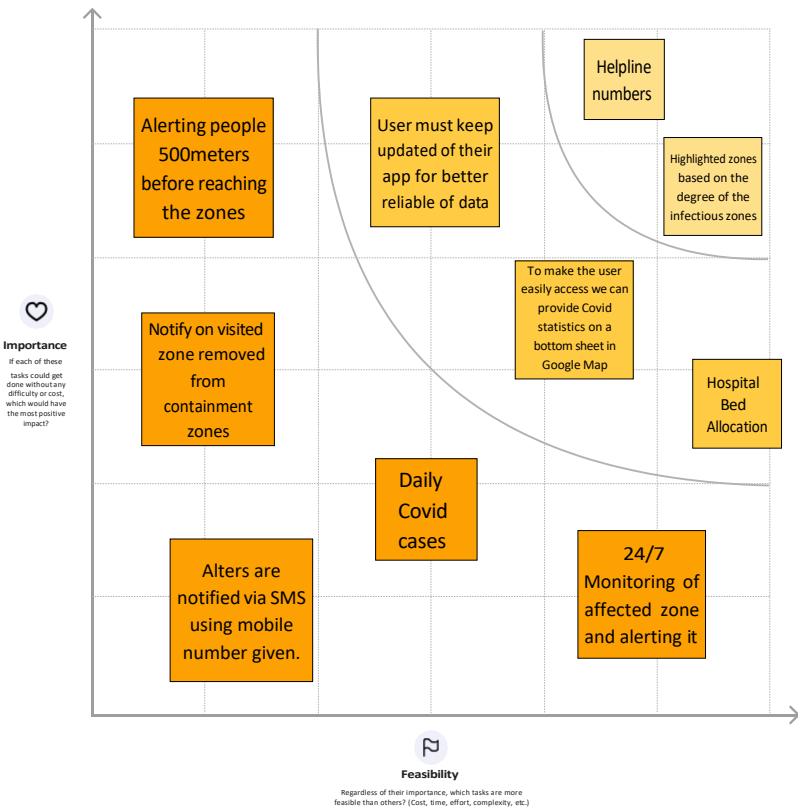 Helpline
numbers
Alerting people
500meters
before reaching
the zones
User must keep
updated of their
app for better
reliable of data
Highlighted zones
based on the
degree of the
infectious zones
To make the user
easily access we can
provide Covid
statistics on a
bottom sheet in
Google Map
Importance
If each of these
tasks could get
done without any
difficulty or cost,
which would have
the most positive
impact?
Notify on visited
zone removed
from
containment
zones
Hospital
Bed
Allocation
Daily
Covid
cases
Alters are
notified via SMS
using mobile
number given.
24/7
Monitoring of
affected zone
and alerting it
Feasibility
Regardless of their importance, which tasks are more
feasible than others? (Cost, time, effort, complexity, etc.)